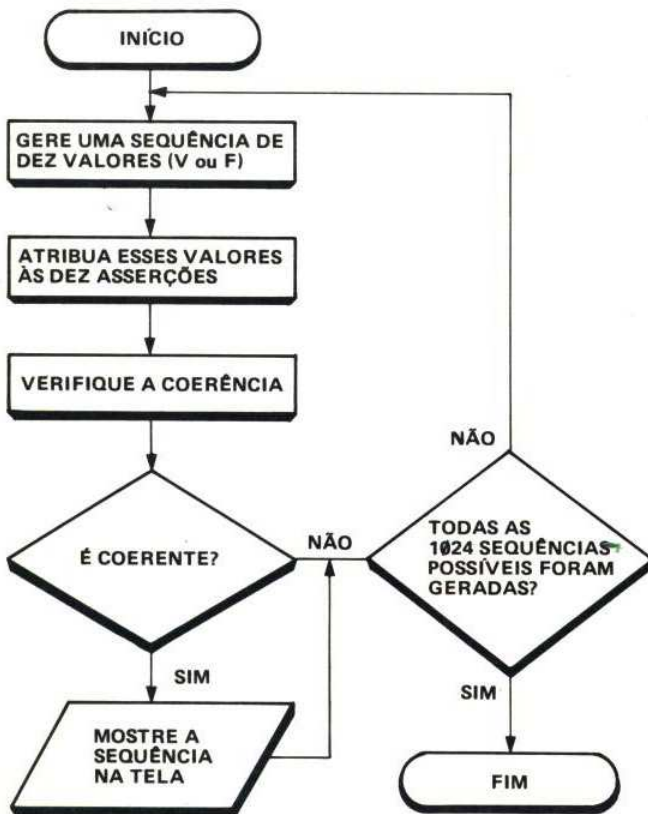 INÍCIO
GERE UMA SEQUÊNCIA DE
DEZ VALORES (V ou F)
ATRIBUA ESSES VALORES
ÀS DEZ ASSERÇÕES
VERIFIQUE A COERÊNCIA
É COERENTE?
NÃO
SIM
MOSTRE A
SEQUÊNCIA
NA TELA
NÃO
TODAS AS
1024 SEQUÊNCIAS
POSSÍVEIS FORAM
GERADAS?
SIM
FIM